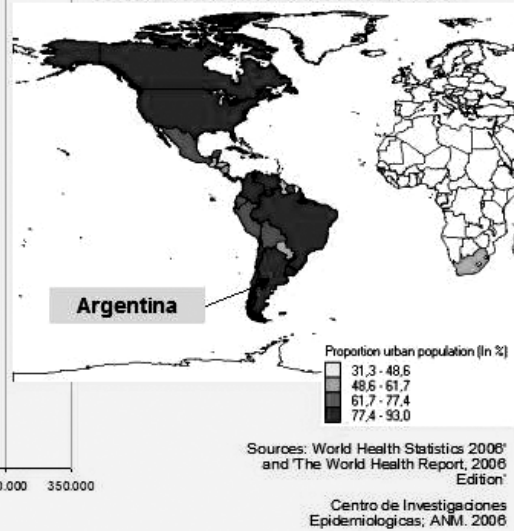 Argentina
Proportion urban population (In %)
31,3 - 48,6
48,6 - 61,7
61,7 - 77,4
77,4 - 93,0
350.000
Sources: World Health Statistics 2006"
and 'The World Health Report, 2006
Edition"
Centro de Investigaciones
Epidemiologicas; ANM. 2006